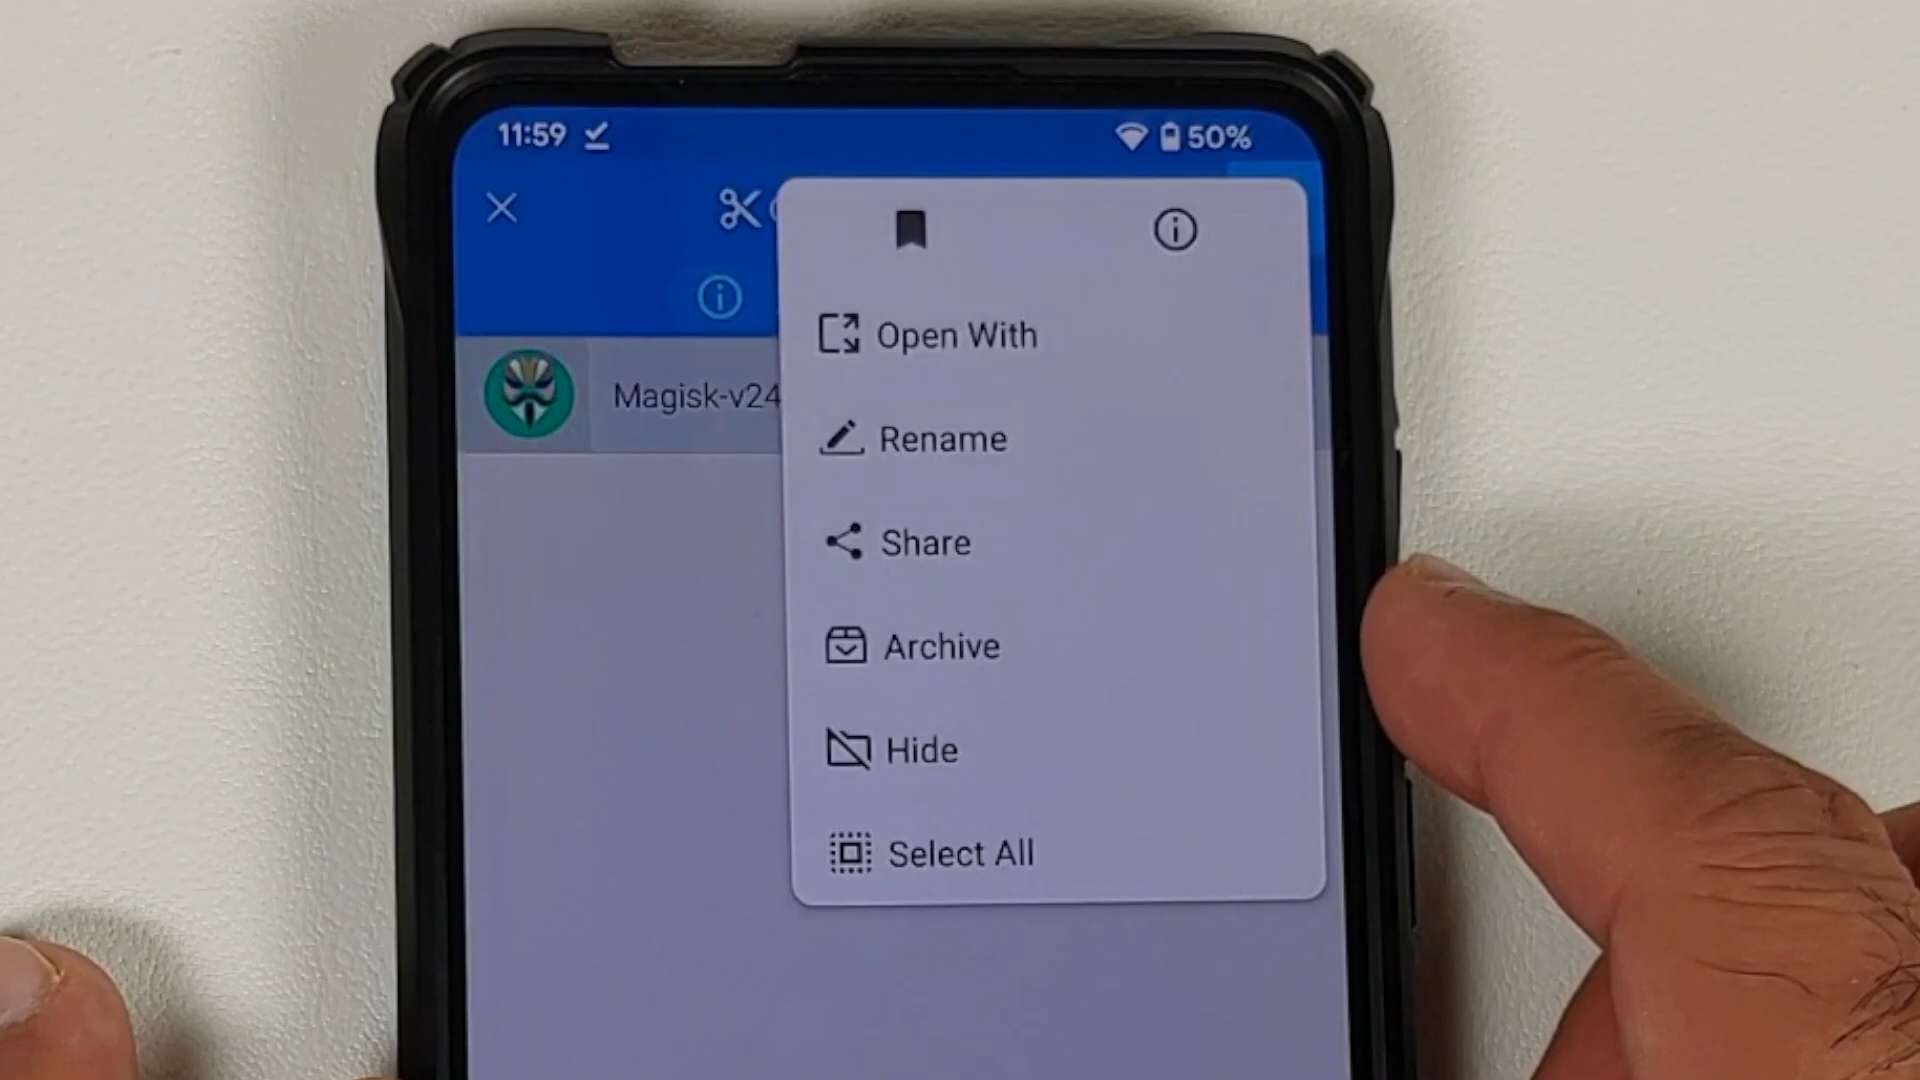 11:59
50%
Magisk-v24
Open With
Rename
Share
Archive
Hide
Select All